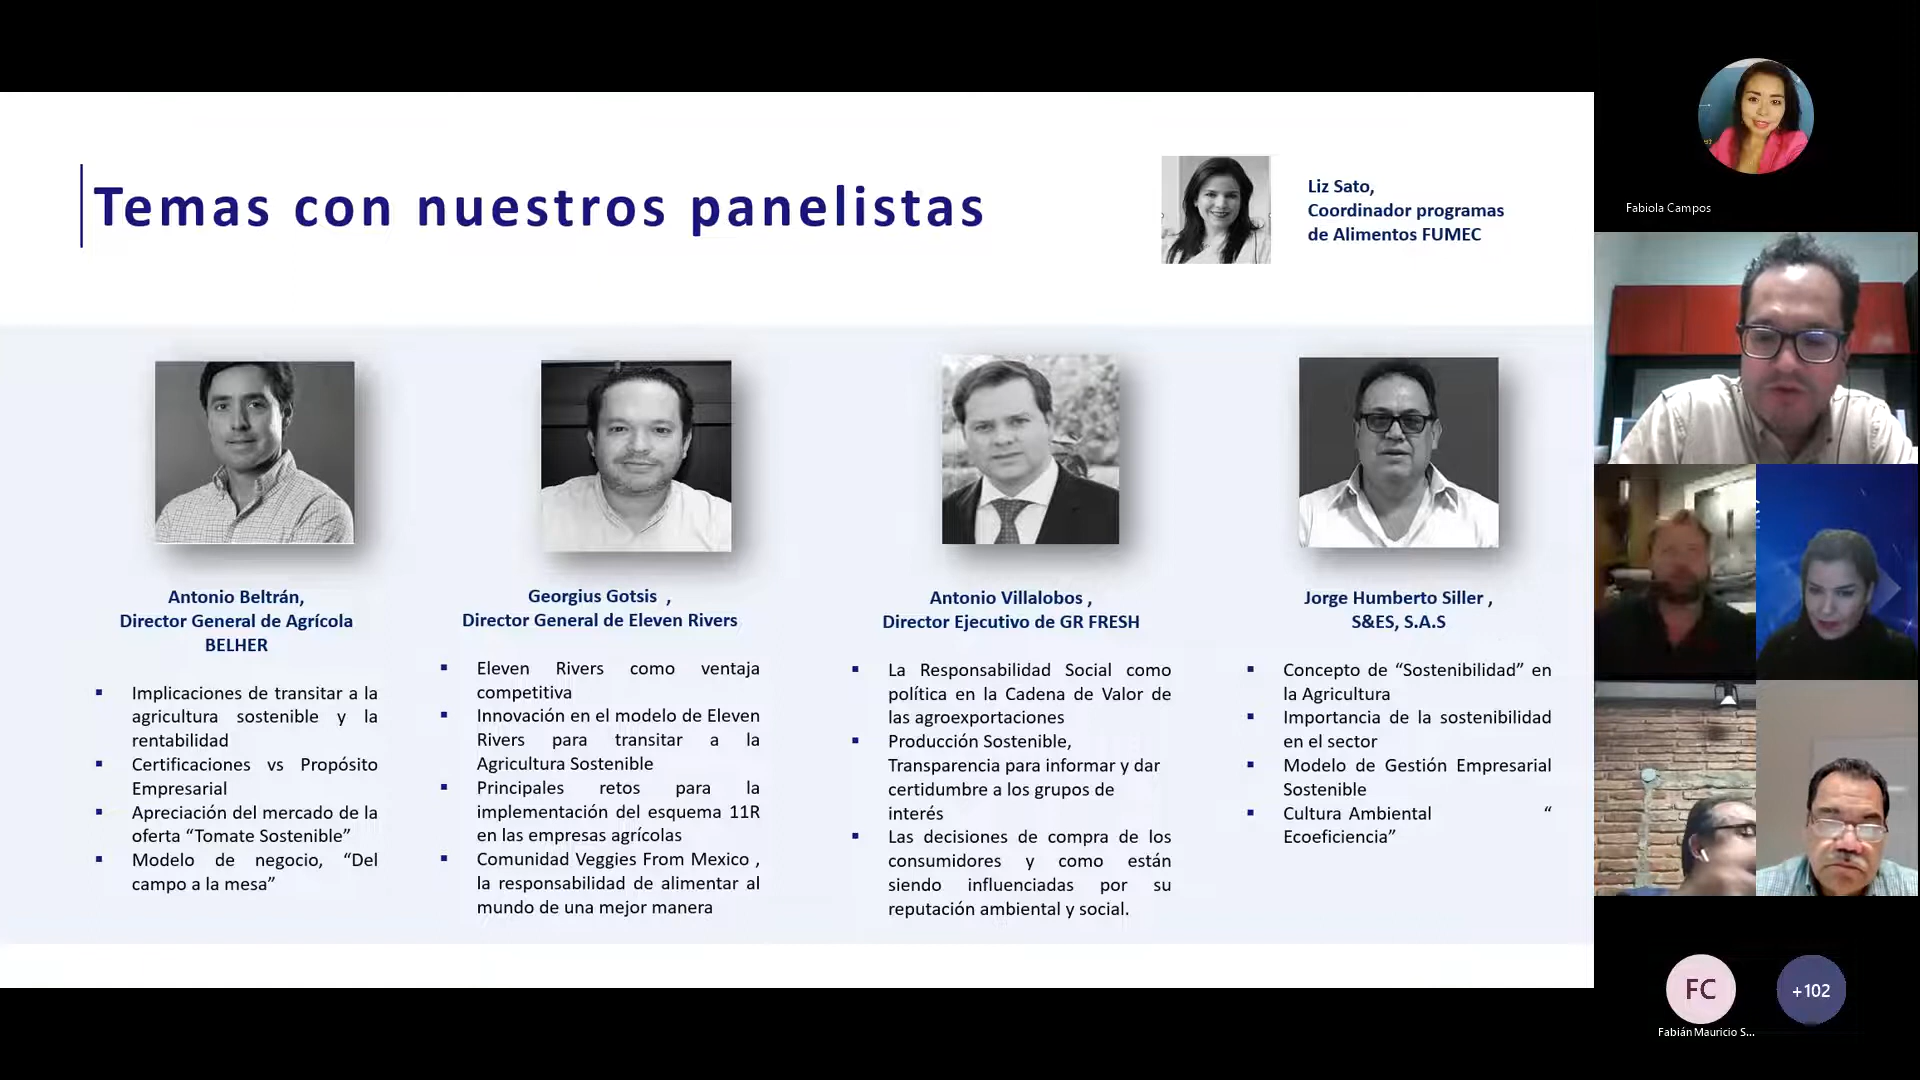 Temas con nuestros panelistas
Liz Sato,
Coordinador programas
de Alimentos FUMEC
Antonio Beltrán,
Director General de Agrícola
BELHER
▪ Implicaciones de transitar a la
agricultura sostenible y la
rentabilidad
▪ Certificaciones vs Propósito
Empresarial
▪ Apreciación del mercado de la
oferta “Tomate Sostenible”
▪ Modelo de negocio, “Del
campo a la mesa”
Georgius Gotsis ,
Director General de Eleven Rivers
▪ Eleven Rivers como ventaja
competitiva
▪ Innovación en el modelo de Eleven
Rivers para transitar a la
Agricultura Sostenible
▪ Principales retos para la
implementación del esquema 11R
en las empresas agrícolas
▪ Comunidad Veggies From Mexico ,
la responsabilidad de alimentar al
mundo de una mejor manera
Antonio Villalobos ,
Director Ejecutivo de GR FRESH
▪ La Responsabilidad Social como
política en la Cadena de Valor de
las agroexportaciones
▪ Producción Sostenible,
Transparencia para informar y dar
certidumbre a los grupos de
interés
▪ Las decisiones de compra de los
consumidores y como están
siendo influenciadas por su
reputación ambiental y social.
Jorge Humberto Siller ,
S&ES, S.A.S
▪ Concepto de “Sostenibilidad” en
la Agricultura
▪ Importancia de la sostenibilidad
en el sector
▪ Modelo de Gestión Empresarial
Sostenible
▪ Cultura Ambiental “
Ecoeficiencia”
Fabiola Campos
FC
+102
Fabián Mauricio S...